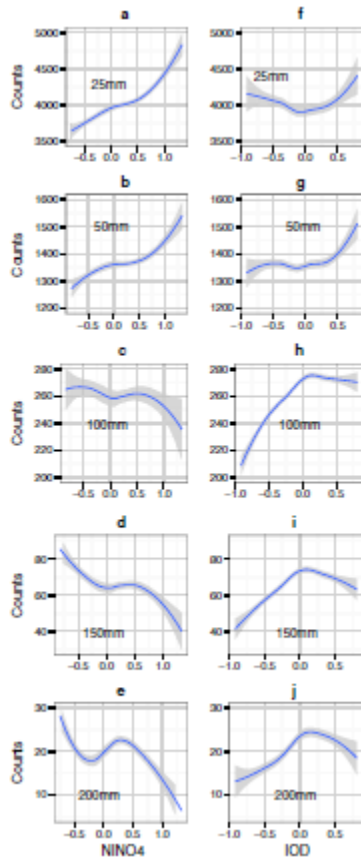 a f
5000 5000
4500 4500
4000 4000
3500 3500
Counts
25mm 25mm
−0.5 0.0 0.5 1.0 −1.0 −0.5 0.0 0.5
b g
1600 1600
1500 1500
1400 1400
1300 1300
1200 1200
Counts
50mm 50mm
−0.5 0.0 0.5 1.0 −1.0 −0.5 0.0 0.5
c h
280 280
260 260
240 240
220 220
200 200
Counts
100mm 100mm
−0.5 0.0 0.5 1.0 −1.0 −0.5 0.0 0.5
d i
80 80
60 60
40 40
Counts
150mm 150mm
−0.5 0.0 0.5 1.0 −1.0 −0.5 0.0 0.5
e j
30 30
20 20
10 10
Counts
200mm 200mm
−0.5 0.0 0.5 1.0 −1.0 −0.5 0.0 0.5
NINO4 IOD